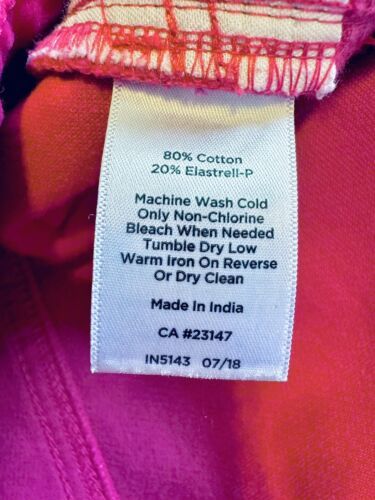 80% Cotton
20% Elastrell-P
Machine Wash Cold
Only Non-Chlorine
Bleach When Needed
Tumble Dry Low
Warm Iron On Reverse
Or Dry Clean
Made In India
CA #23147
IN5143 07/18